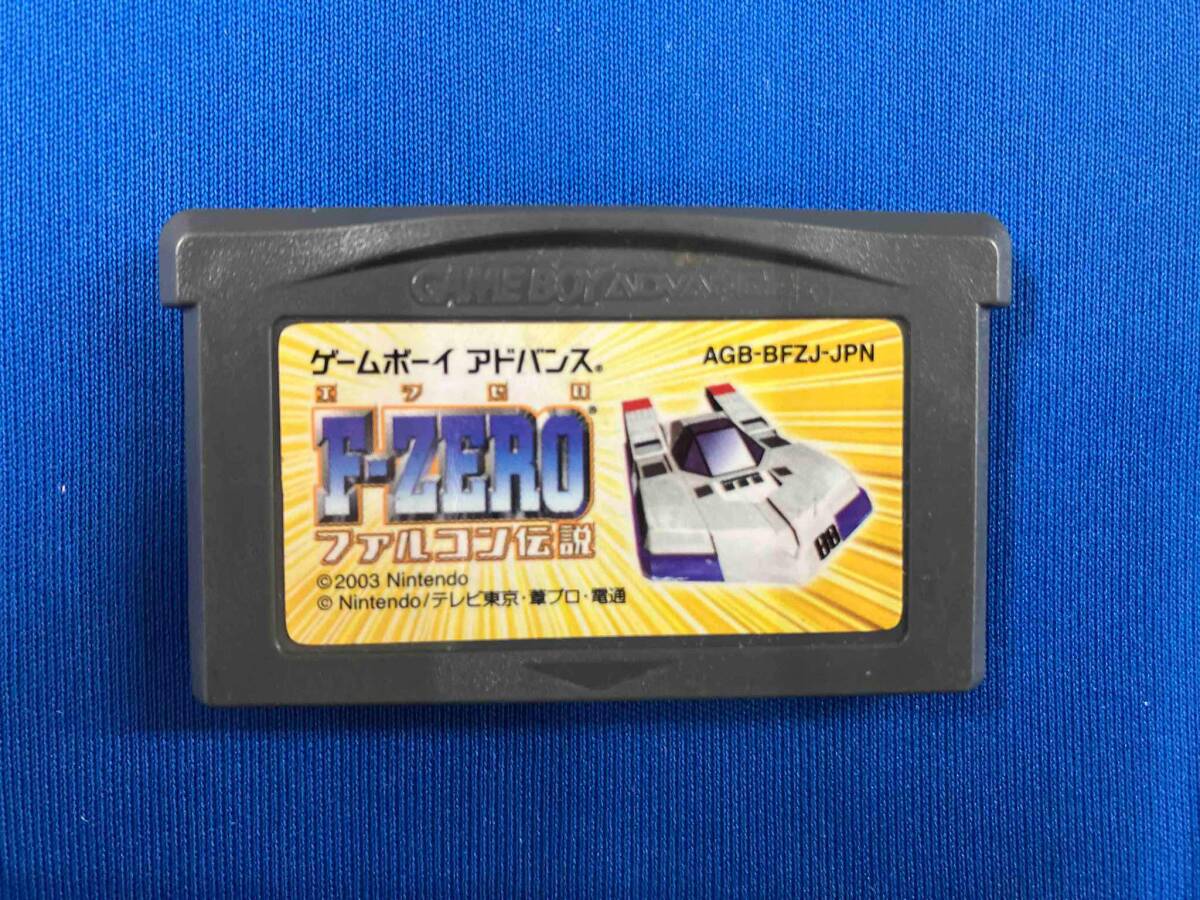 GAME BOY ADVANCE
ゲームボーイ アドバンス®
AGB-BFZJ-JPN
エフゼロ
F-ZERO®
ファルコン伝説
©2003 Nintendo
© Nintendo/テレビ東京・葦プロ・電通